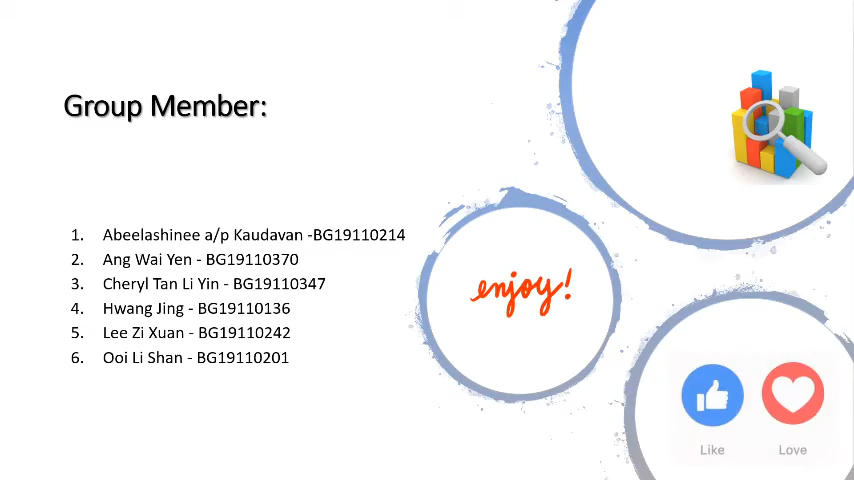 Group Member:
1. Abeelashinee a/p Kaudavan -BG19110214
2. Ang Wai Yen - BG19110370
3. Cheryl Tan Li Yin - BG19110347
4. Hwang Jing - BG19110136
5. Lee Zi Xuan - BG19110242
6. Ooi Li Shan - BG19110201
enjoy!
Like Love